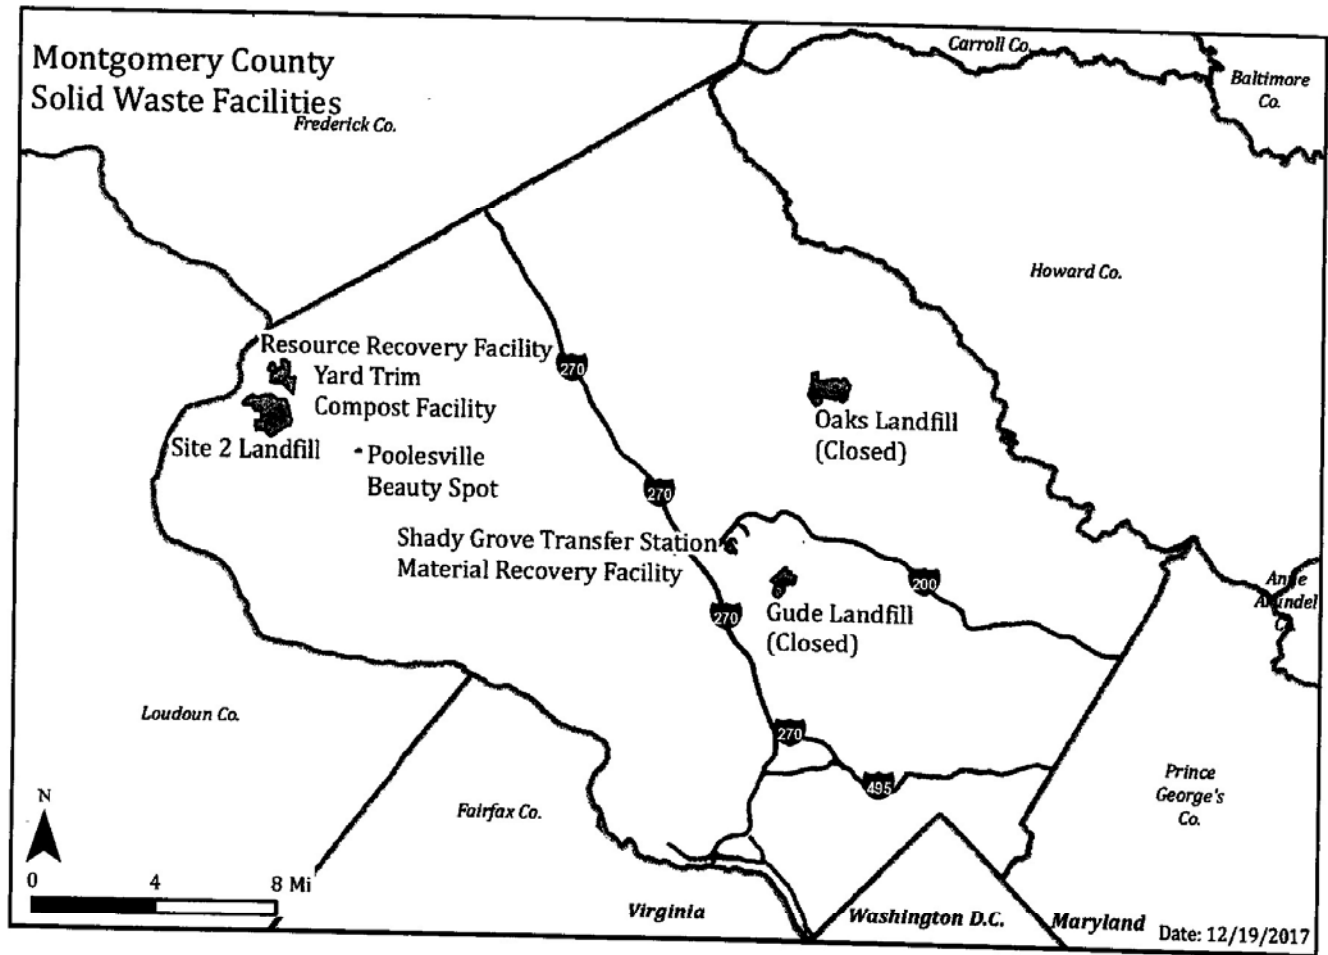 Montgomery County
Solid Waste Facilities
Frederick Co.
Carroll Co.
Baltimore
Co.
Howard Co.
Resource Recovery Facility
Yard Trim
Compost Facility
Site 2 Landfill
Poolesville
Beauty Spot
270
Oaks Landfill
(Closed)
270
Shady Grove Transfer Station
Material Recovery Facility
200
270
Gude Landfill
(Closed)
Anne
Arundel
Co.
Loudoun Co.
270
495
Prince
George's
Co.
Fairfax Co.
N
0 4 8 Mi
Virginia
Washington D.C.
Maryland
Date: 12/19/2017